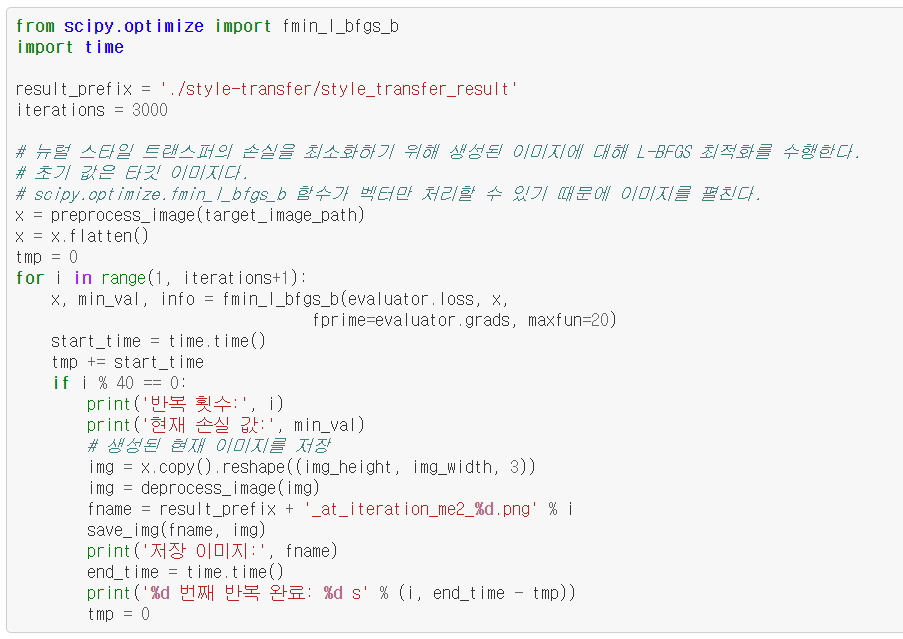 from scipy.optimize import fmin_l_bfgs_b
import time

result_prefix = './style-transfer/style_transfer_result'
iterations = 3000

# 뉴럴 스타일 트랜스퍼의 손실을 최소화하기 위해 생성된 이미지에 대해 L-BFGS 최적화를 수행한다.
# 초기 값은 타깃 이미지다.
# scipy.optimize.fmin_l_bfgs_b 함수가 벡터만 처리할 수 있기 때문에 이미지를 펼친다.
x = preprocess_image(target_image_path)
x = x.flatten()
tmp = 0
for i in range(1, iterations+1):
    x, min_val, info = fmin_l_bfgs_b(evaluator.loss, x,
                                 fprime=evaluator.grads, maxfun=20)
    start_time = time.time()
    tmp += start_time
    if i % 40 == 0:
        print('반복 횟수:', i)
        print('현재 손실 값:', min_val)
        # 생성된 현재 이미지를 저장
        img = x.copy().reshape((img_height, img_width, 3))
        img = deprocess_image(img)
        fname = result_prefix + '_at_iteration_me2_%d.png' % i
        save_img(fname, img)
        print('저장 이미지:', fname)
        end_time = time.time()
        print('%d 번째 반복 완료: %d s' % (i, end_time - tmp))
        tmp = 0